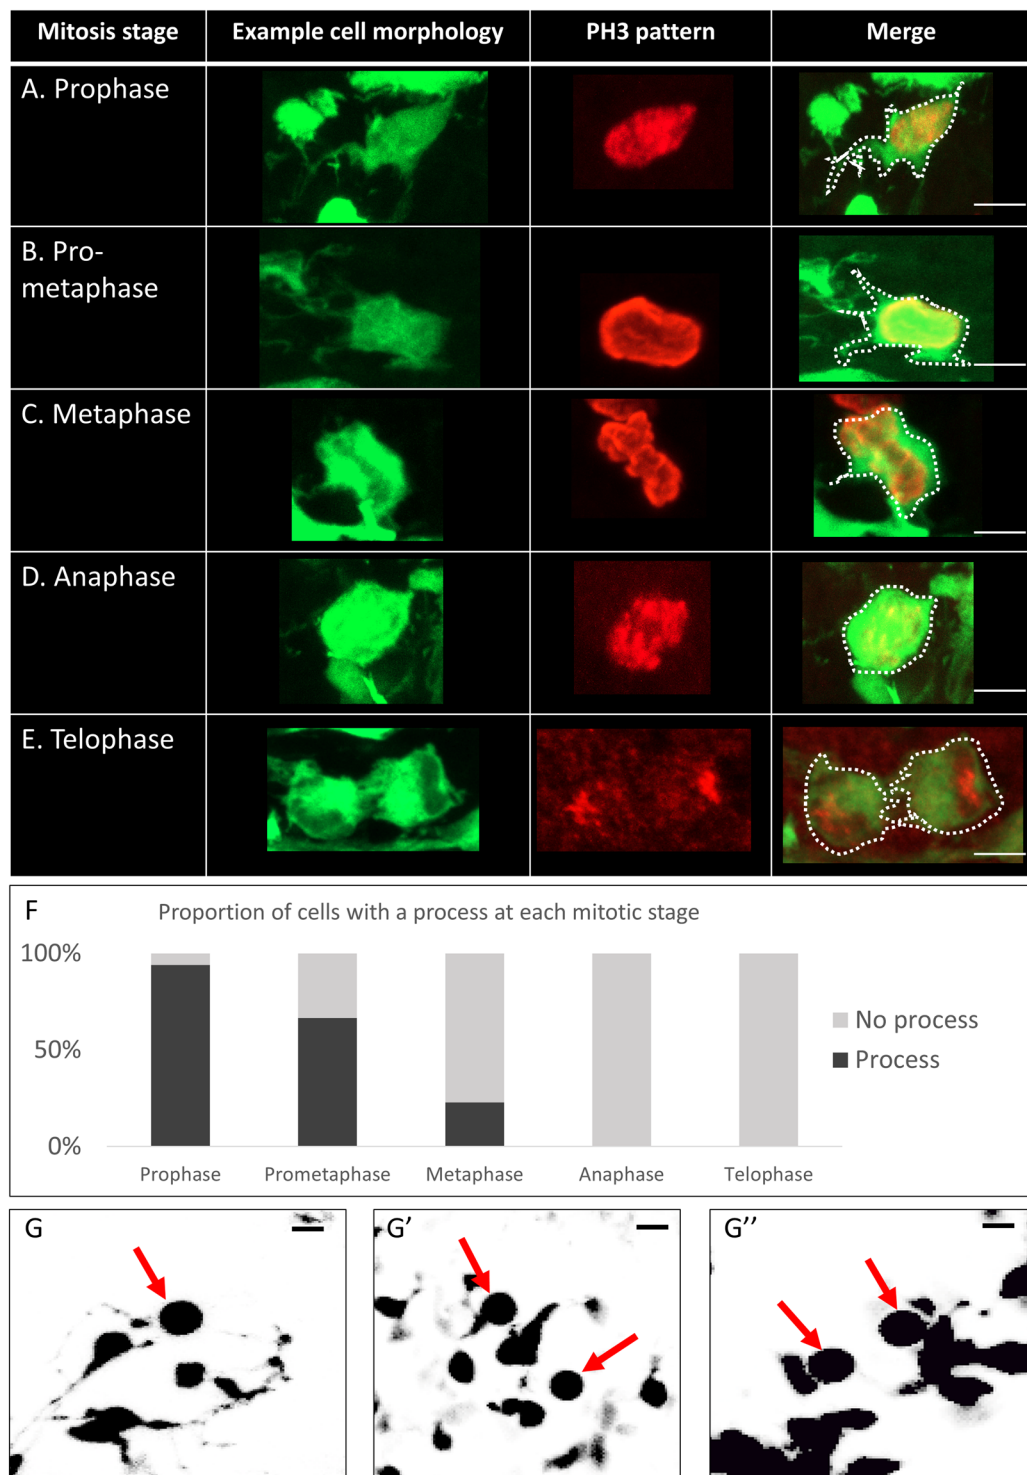 Mitosis stage Example cell morphology PH3 pattern Merge
A. Prophase
B. Pro-
metaphase
C. Metaphase
D. Anaphase
E. Telophase
F Proportion of cells with a process at each mitotic stage
100%
50%
0%
No process
Process
Prophase Prometaphase Metaphase Anaphase Telophase
G G' G''